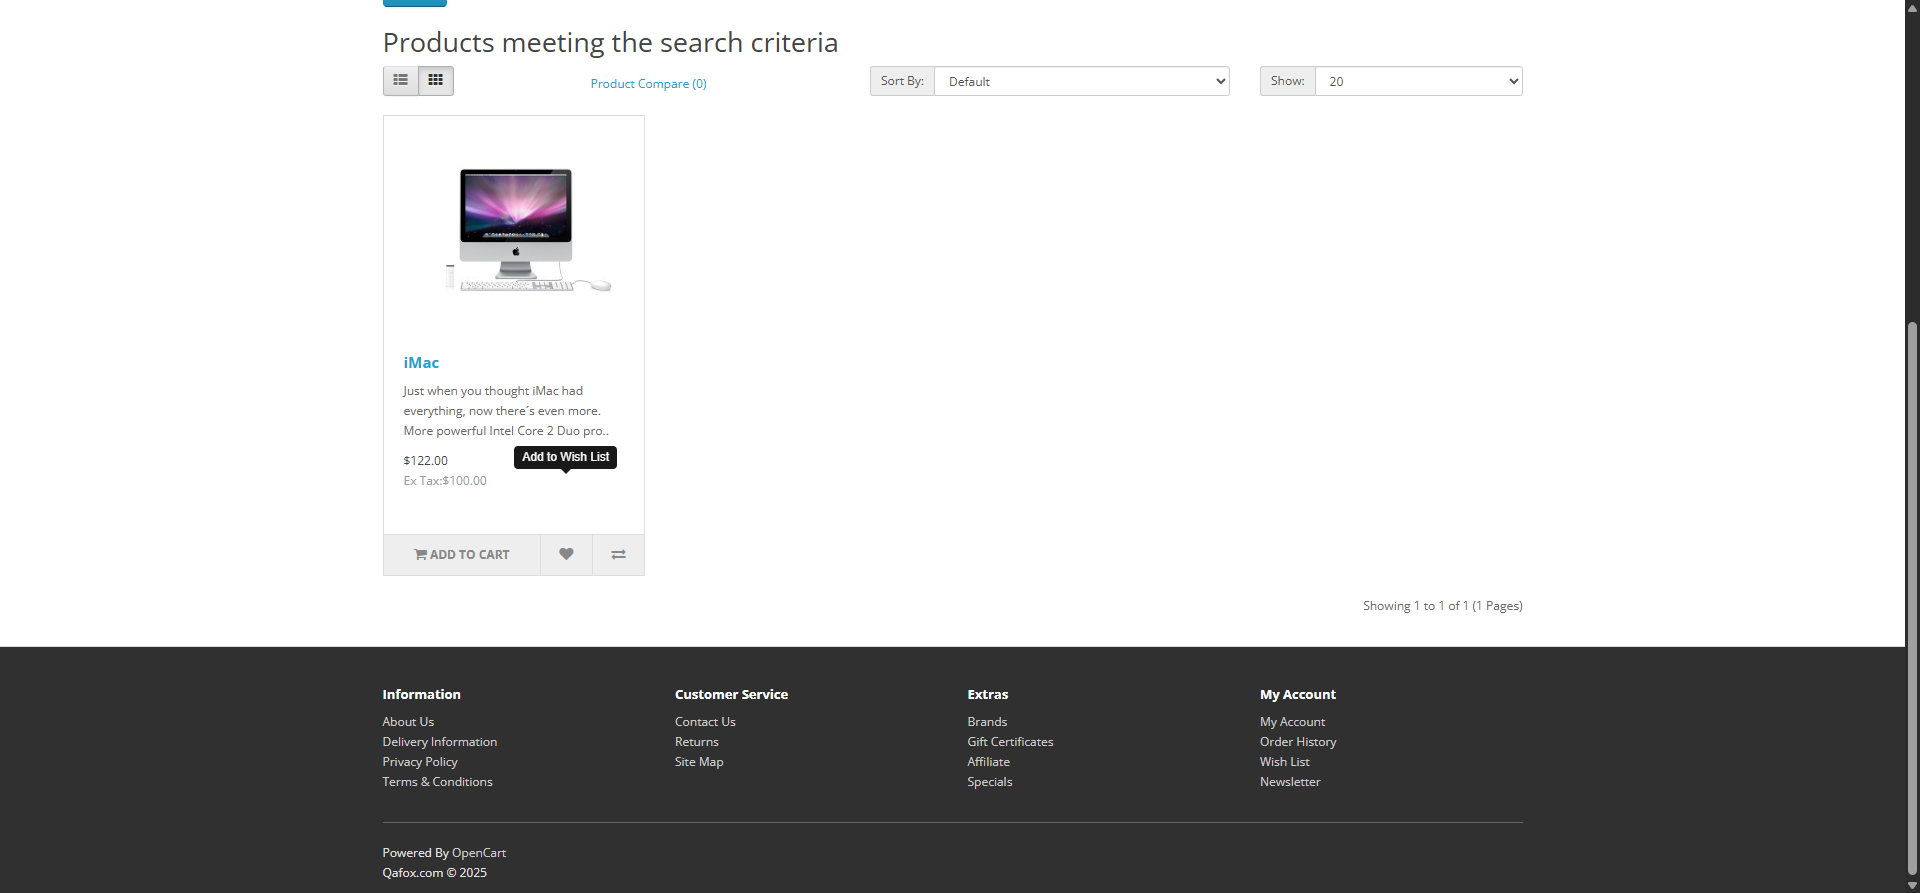 Products meeting the search criteria
Product Compare (0)
Sort By:
Default
Show:
20
iMac
Just when you thought iMac had
everything, now there´s even more.
More powerful Intel Core 2 Duo pro..
$122.00
Add to Wish List
Ex Tax:$100.00
ADD TO CART
Showing 1 to 1 of 1 (1 Pages)
Information
About Us
Delivery Information
Privacy Policy
Terms & Conditions
Customer Service
Contact Us
Returns
Site Map
Extras
Brands
Gift Certificates
Affiliate
Specials
My Account
My Account
Order History
Wish List
Newsletter
Powered By OpenCart
Qafox.com © 2025